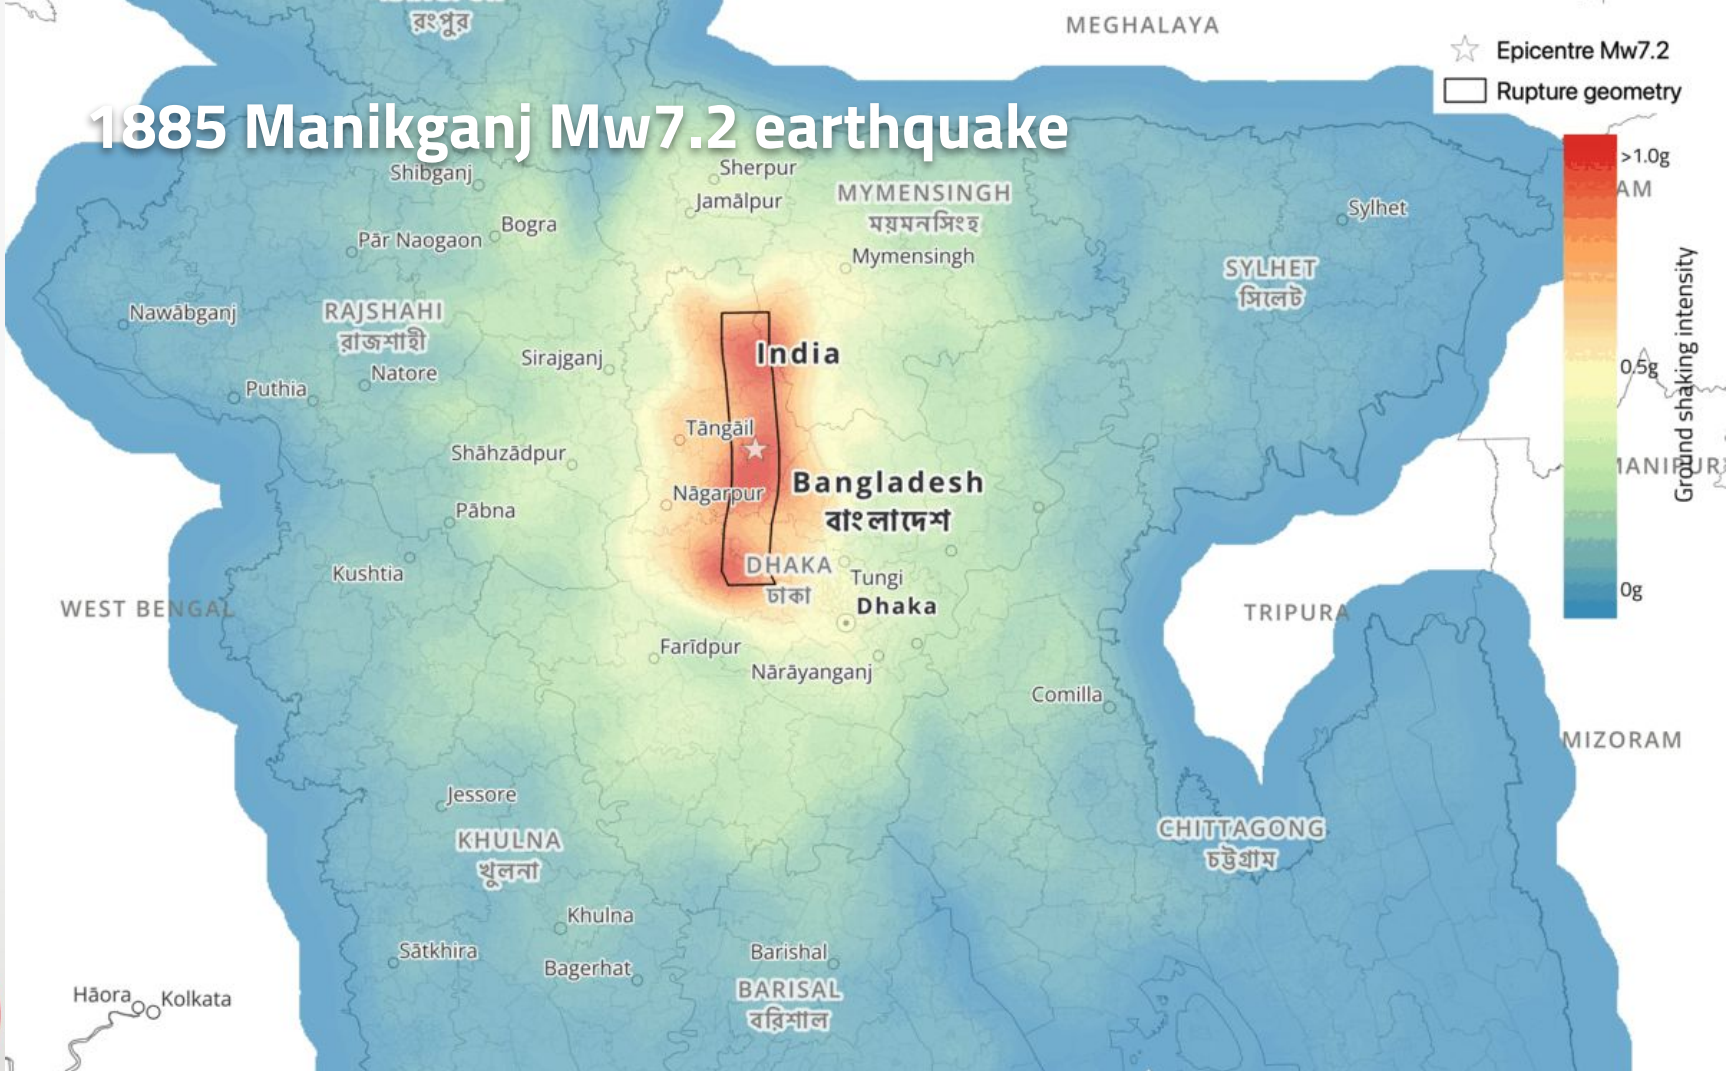 রংপুর
MEGHALAYA
Epicentre Mw7.2
Rupture geometry
1885 Manikganj Mw7.2 earthquake
>1.0g
AM
Shibganj
Sherpur
Jamālpur
MYMENSINGH
ময়মনসিংহ
Mymensingh
Sylhet
SYLHET
সিলেট
Bogra
Pār Naogaon
Nawābganj
RAJSHAHI
রাজশাহী
Sirajganj
India
0.5g
Ground shaking intensity
Natore
Puthia
Tāngāil
Shāhzādpur
Nāgarpur
Bangladesh
বাংলাদেশ
MANIPUR
Pābna
Kushtia
DHAKA
ঢাকা
Tungi
Dhaka
0g
WEST BENGAL
TRIPURA
Farīdpur
Nārāyanganj
Comilla
MIZORAM
Jessore
KHULNA
খুলনা
CHITTAGONG
চট্টগ্রাম
Khulna
Sātkhira
Bagerhat
Barishal
BARISAL
বরিশাল
Hāora
Kolkata